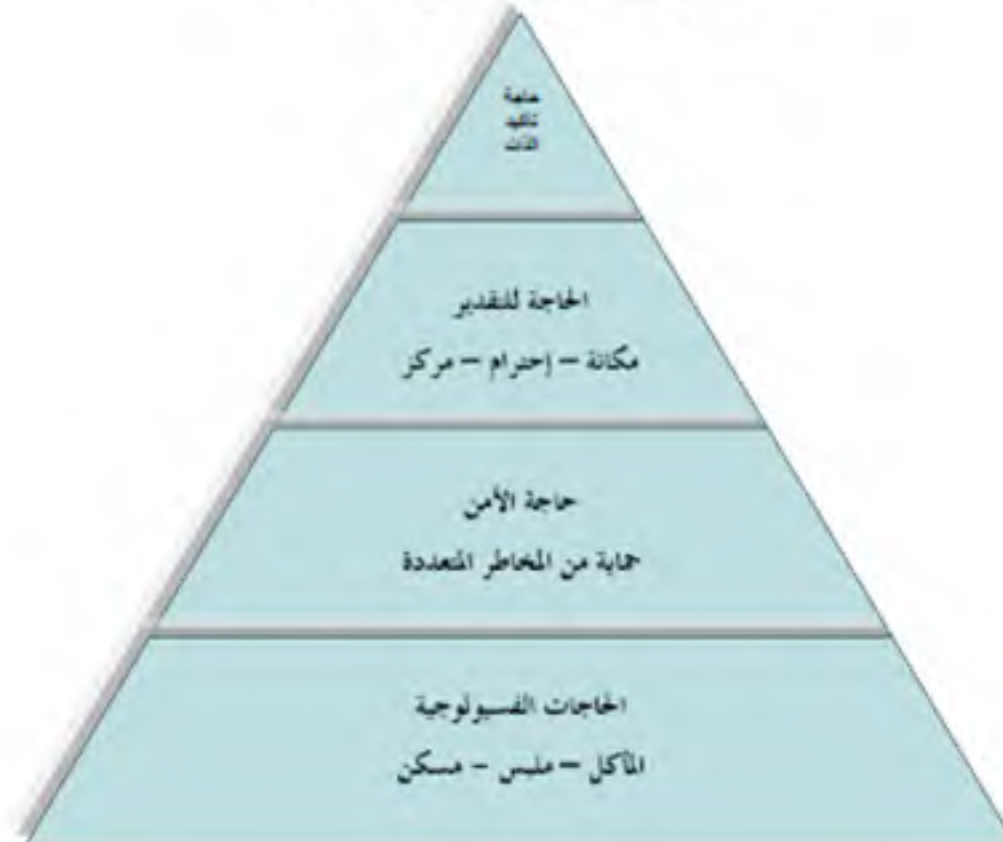 حاجة
تأكيد
الذات
الحاجة للتقدير
مكانة – إحترام – مركز
حاجة الأمن
حماية من المخاطر المتعددة
الحاجات الفسيولوجية
المأكل – ملبس - مسكن